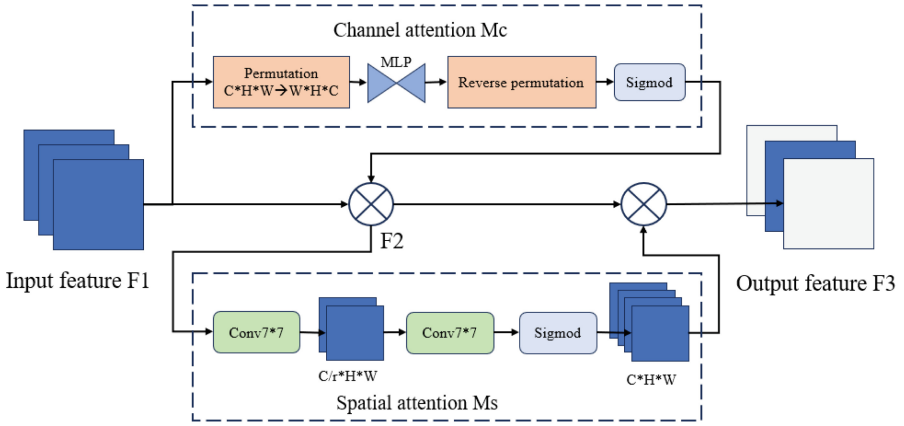 Channel attention Mc
Permutation
C*H*W→W*H*C
MLP
Reverse permutation
Sigmod
Input feature F1
F2
Output feature F3
Conv7*7
C/r*H*W
Conv7*7
Sigmod
C*H*W
Spatial attention Ms